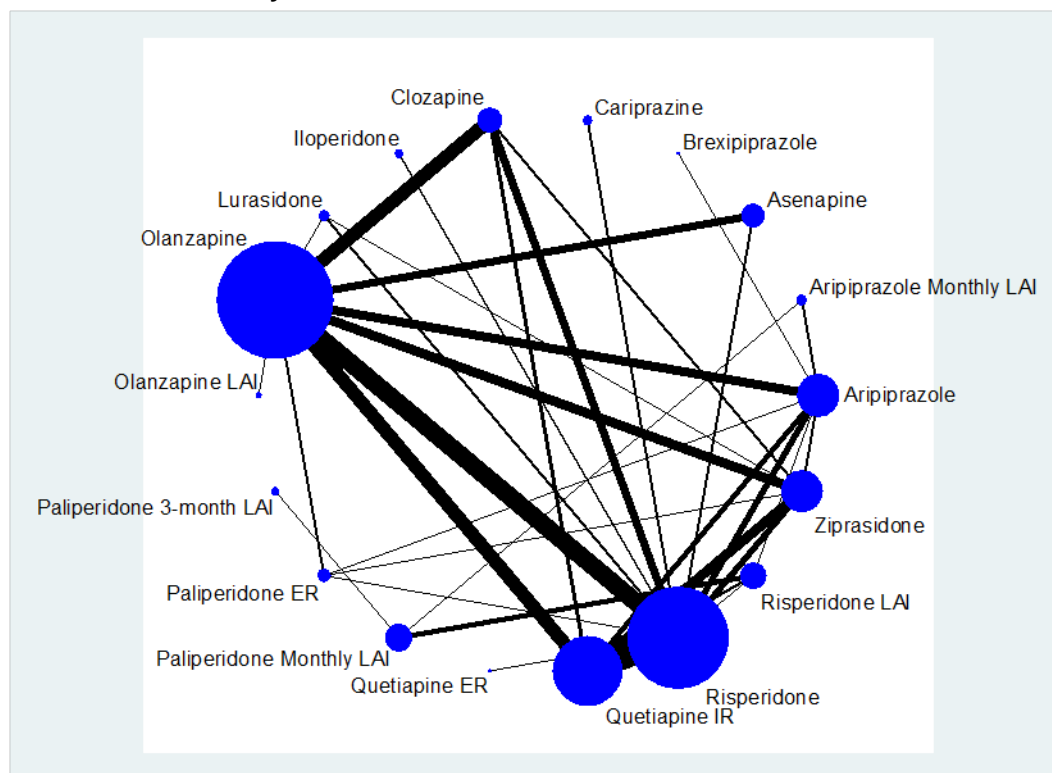 Clozapine
Cariprazine
Iloperidone
Brexipiprazole
Lurasidone
Asenapine
Olanzapine
Aripiprazole Monthly LAI
Olanzapine LAI
Aripiprazole
Paliperidone 3-month LAI
Ziprasidone
Paliperidone ER
Risperidone LAI
Paliperidone Monthly LAI
Quetiapine ER
Risperidone
Quetiapine IR